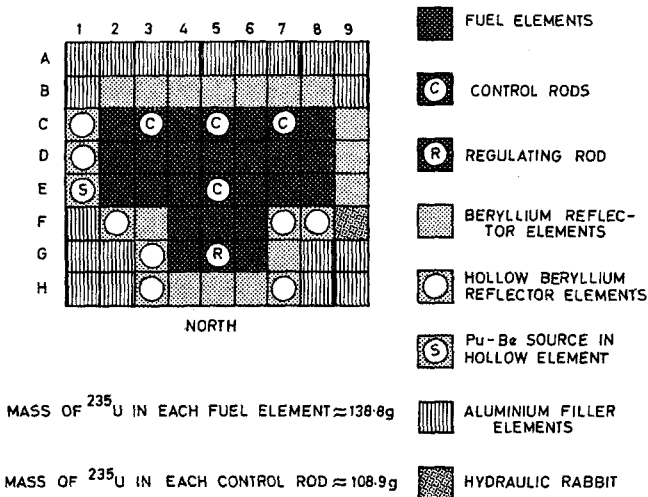 1 2 3 4 5 6 7 8 9
A
B
C C C C
D
E S C
F
G R
H
NORTH
MASS OF 235U IN EACH FUEL ELEMENT ≈ 138·8g
MASS OF 235U IN EACH CONTROL ROD ≈ 108·9g
FUEL ELEMENTS
C CONTROL RODS
R REGULATING ROD
BERYLLIUM REFLEC-
TOR ELEMENTS
HOLLOW BERYLLIUM
REFLECTOR ELEMENTS
S Pu-Be SOURCE IN
HOLLOW ELEMENT
ALUMINIUM FILLER
ELEMENTS
HYDRAULIC RABBIT